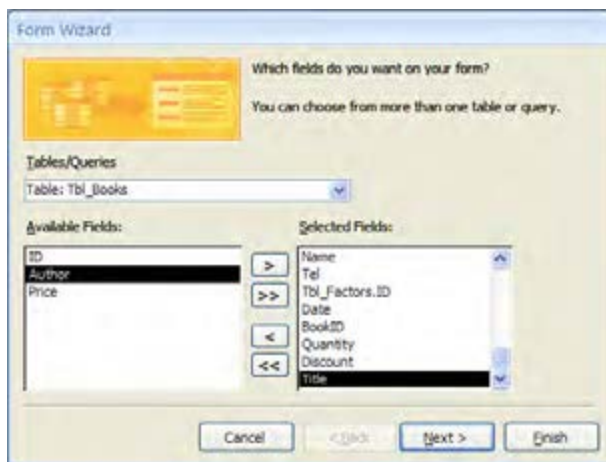 Form Wizard
Which fields do you want on your form?
You can choose from more than one table or query.
Tables/Queries
Table: Tbl_Books
Available Fields:
Selected Fields:
ID
Author
Price
>
>>
<
<<
Name
Tel
Tbl_Factors.ID
Date
BookID
Quantity
Discount
Title
Cancel
< Back
Next >
Finish